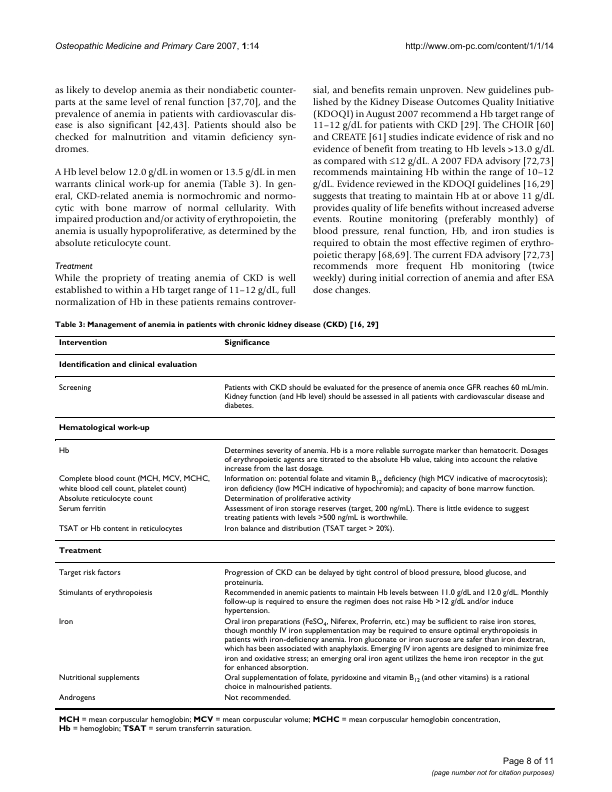 Osteopathic Medicine and Primary Care 2007, 1:14
http://www.om-pc.com/content/1/1/14
as likely to develop anemia as their nondiabetic counter-
parts at the same level of renal function [37,70], and the
prevalence of anemia in patients with cardiovascular dis-
ease is also significant [42,43]. Patients should also be
checked for malnutrition and vitamin deficiency syn-
dromes.
A Hb level below 12.0 g/dL in women or 13.5 g/dL in men
warrants clinical work-up for anemia (Table 3). In gen-
eral, CKD-related anemia is normochromic and normo-
cytic with bone marrow of normal cellularity. With
impaired production and/or activity of erythropoietin, the
anemia is usually hypoproliferative, as determined by the
absolute reticulocyte count.
Treatment
While the propriety of treating anemia of CKD is well
established to within a Hb target range of 11–12 g/dL, full
normalization of Hb in these patients remains controver-
sial, and benefits remain unproven. New guidelines pub-
lished by the Kidney Disease Outcomes Quality Initiative
(KDOQI) in August 2007 recommend a Hb target range of
11–12 g/dL for patients with CKD [29]. The CHOIR [60]
and CREATE [61] studies indicate evidence of risk and no
evidence of benefit from treating to Hb levels >13.0 g/dL
as compared with ≤12 g/dL. A 2007 FDA advisory [72,73]
recommends maintaining Hb within the range of 10–12
g/dL. Evidence reviewed in the KDOQI guidelines [16,29]
suggests that treating to maintain Hb at or above 11 g/dL
provides quality of life benefits without increased adverse
events. Routine monitoring (preferably monthly) of
blood pressure, renal function, Hb, and iron studies is
required to obtain the most effective regimen of erythro-
poietic therapy [68,69]. The current FDA advisory [72,73]
recommends more frequent Hb monitoring (twice
weekly) during initial correction of anemia and after ESA
dose changes.
Table 3: Management of anemia in patients with chronic kidney disease (CKD) [16, 29]
Intervention Significance
Identification and clinical evaluation
Screening Patients with CKD should be evaluated for the presence of anemia once GFR reaches 60 mL/min.
Kidney function (and Hb level) should be assessed in all patients with cardiovascular disease and
diabetes.
Hematological work-up
Hb Determines severity of anemia. Hb is a more reliable surrogate marker than hematocrit. Dosages
of erythropoietic agents are titrated to the absolute Hb value, taking into account the relative
increase from the last dosage.
Complete blood count (MCH, MCV, MCHC, Information on: potential folate and vitamin B12 deficiency (high MCV indicative of macrocytosis);
white blood cell count, platelet count) iron deficiency (low MCH indicative of hypochromia); and capacity of bone marrow function.
Absolute reticulocyte count Determination of proliferative activity
Serum ferritin Assessment of iron storage reserves (target, 200 ng/mL). There is little evidence to suggest
treating patients with levels >500 ng/mL is worthwhile.
TSAT or Hb content in reticulocytes Iron balance and distribution (TSAT target > 20%).
Treatment
Target risk factors Progression of CKD can be delayed by tight control of blood pressure, blood glucose, and
proteinuria.
Stimulants of erythropoiesis Recommended in anemic patients to maintain Hb levels between 11.0 g/dL and 12.0 g/dL. Monthly
follow-up is required to ensure the regimen does not raise Hb >12 g/dL and/or induce
hypertension.
Iron Oral iron preparations (FeSO4, Niferex, Proferrin, etc.) may be sufficient to raise iron stores,
though monthly IV iron supplementation may be required to ensure optimal erythropoiesis in
patients with iron-deficiency anemia. Iron gluconate or iron sucrose are safer than iron dextran,
which has been associated with anaphylaxis. Emerging IV iron agents are designed to minimize free
iron and oxidative stress; an emerging oral iron agent utilizes the heme iron receptor in the gut
for enhanced absorption.
Nutritional supplements Oral supplementation of folate, pyridoxine and vitamin B12 (and other vitamins) is a rational
choice in malnourished patients.
Androgens Not recommended.
MCH = mean corpuscular hemoglobin; MCV = mean corpuscular volume; MCHC = mean corpuscular hemoglobin concentration,
Hb = hemoglobin; TSAT = serum transferrin saturation.
Page 8 of 11
(page number not for citation purposes)